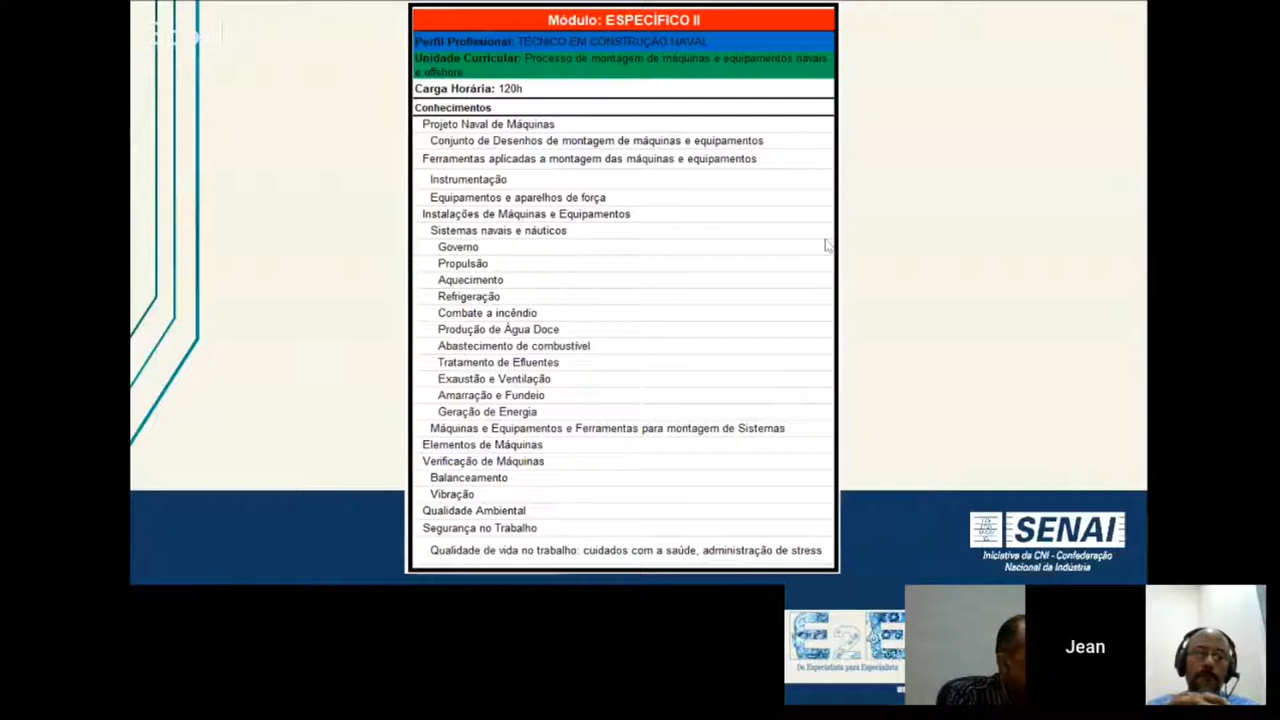 Módulo: ESPECÍFICO II
Perfil Profissional: TÉCNICO EM CONSTRUÇÃO NAVAL
Unidade Curricular: Processo de montagem de máquinas e equipamentos navais
e offshore
Carga Horária: 120h
Conhecimentos
Projeto Naval de Máquinas
Conjunto de Desenhos de montagem de máquinas e equipamentos
Ferramentas aplicadas a montagem das máquinas e equipamentos
Instrumentação
Equipamentos e aparelhos de força
Instalações de Máquinas e Equipamentos
Sistemas navais e náuticos
Governo
Propulsão
Aquecimento
Refrigeração
Combate a incêndio
Produção de Água Doce
Abastecimento de combustível
Tratamento de Efluentes
Exaustão e Ventilação
Amarração e Fundeio
Geração de Energia
Máquinas e Equipamentos e Ferramentas para montagem de Sistemas
Elementos de Máquinas
Verificação de Máquinas
Balanceamento
Vibração
Qualidade Ambiental
Segurança no Trabalho
Qualidade de vida no trabalho: cuidados com a saúde, administração de stress
SENAI
Iniciativa da CNI - Confederação
Nacional da Indústria
E2E
De Especialista para Especialista
Jean